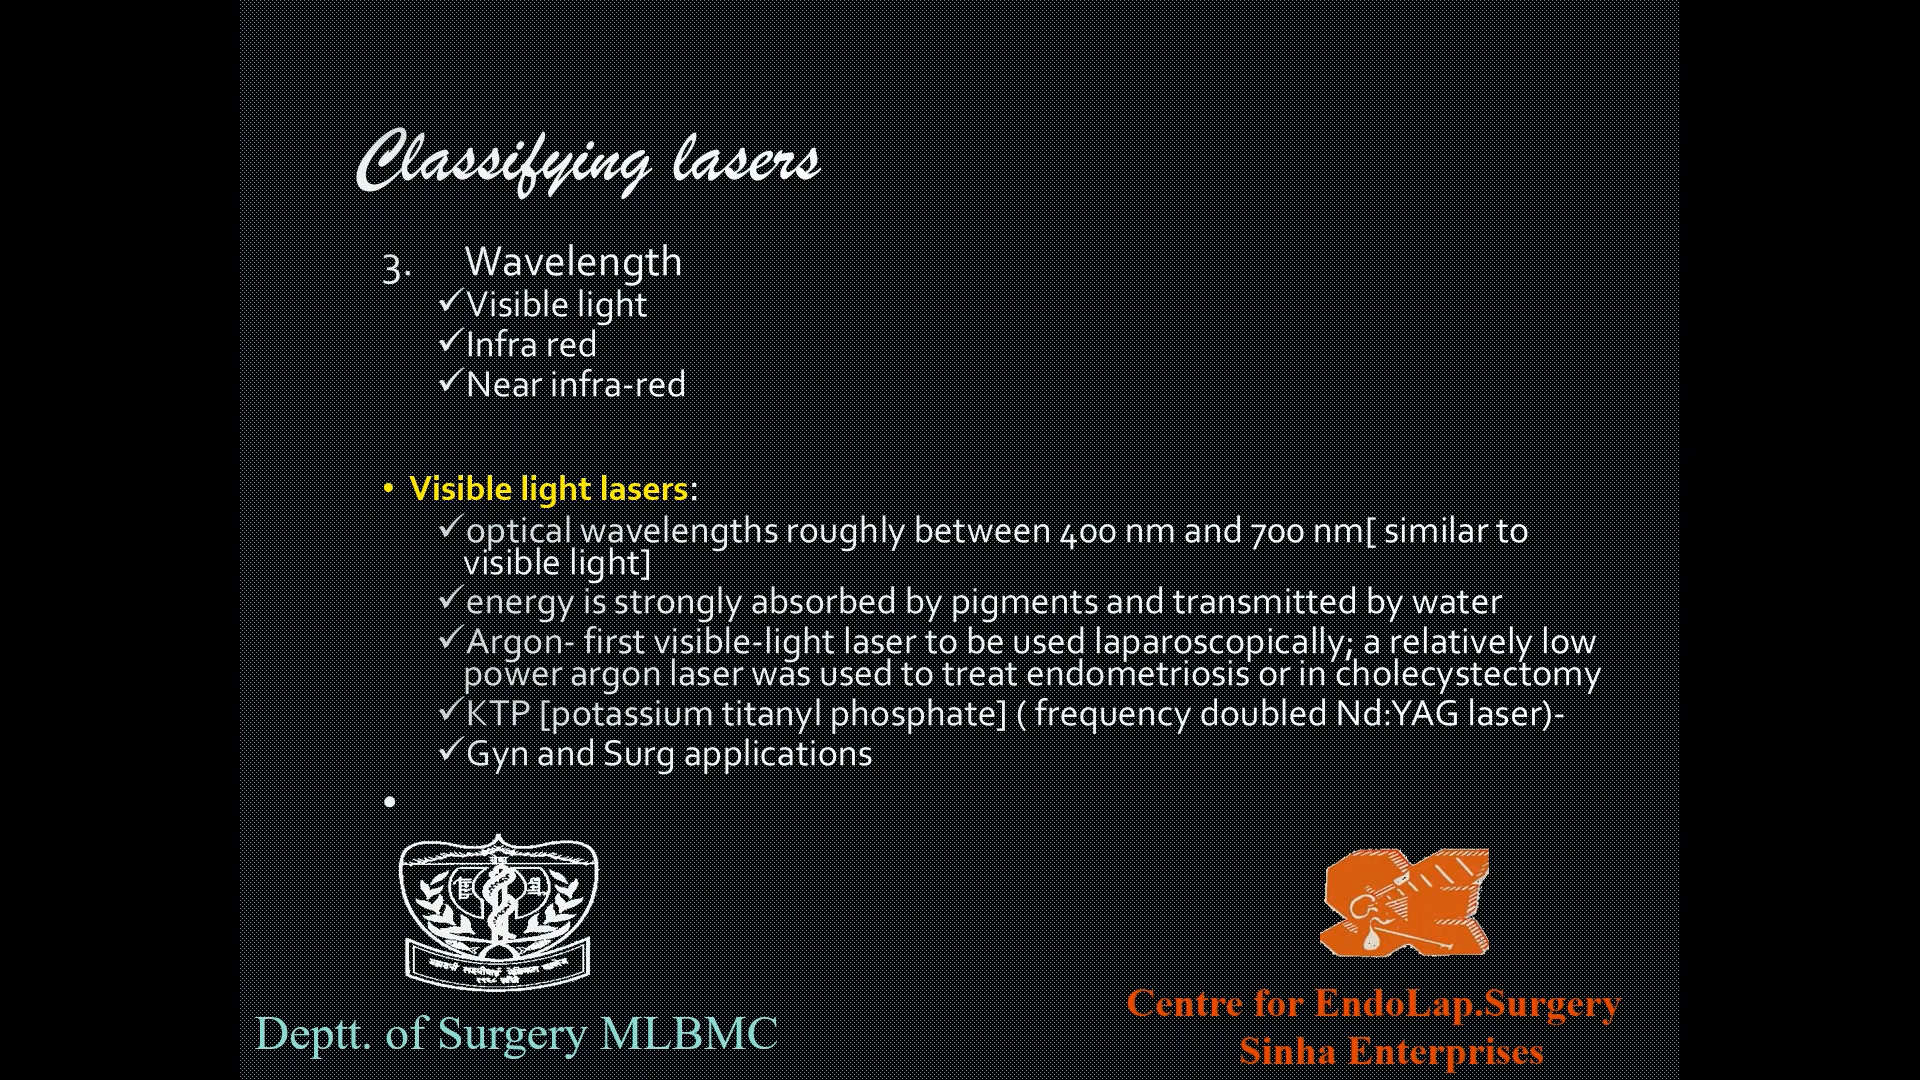 Classifying lasers
3. Wavelength
✓Visible light
✓Infra red
✓Near infra-red
• Visible light lasers:
✓optical wavelengths roughly between 400 nm and 700 nm[ similar to
visible light]
✓energy is strongly absorbed by pigments and transmitted by water
✓Argon- first visible-light laser to be used laparoscopically; a relatively low
power argon laser was used to treat endometriosis or in cholecystectomy
✓KTP [potassium titanyl phosphate] ( frequency doubled Nd:YAG laser)-
✓Gyn and Surg applications
•
Deptt. of Surgery MLBMC
Centre for EndoLap.Surgery
Sinha Enterprises